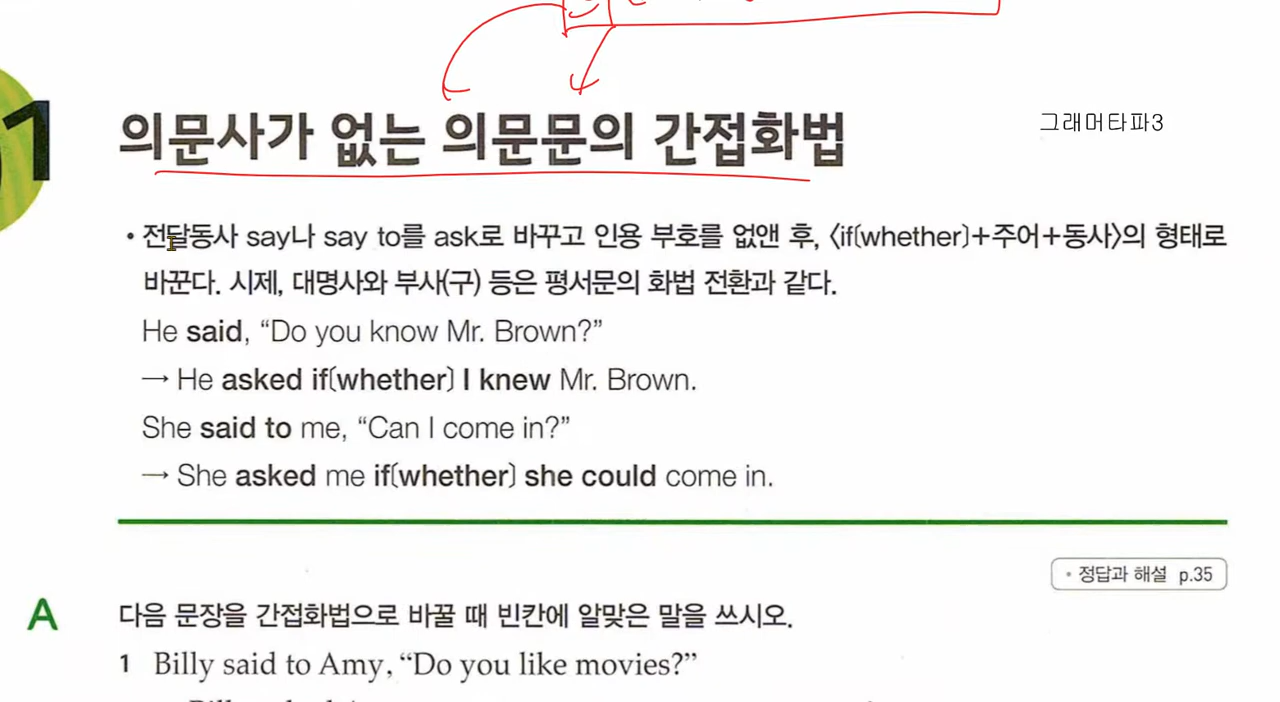 1
의문사가 없는 의문문의 간접화법
그래머타파3
• 전달동사 say나 say to를 ask로 바꾸고 인용 부호를 없앤 후, 〈if(whether)+주어+동사〉의 형태로
바꾼다. 시제, 대명사와 부사(구) 등은 평서문의 화법 전환과 같다.
He said, “Do you know Mr. Brown?”
→ He asked if(whether) I knew Mr. Brown.
She said to me, “Can I come in?”
→ She asked me if(whether) she could come in.
• 정답과 해설 p.35
A 다음 문장을 간접화법으로 바꿀 때 빈칸에 알맞은 말을 쓰시오.
1 Billy said to Amy, “Do you like movies?”